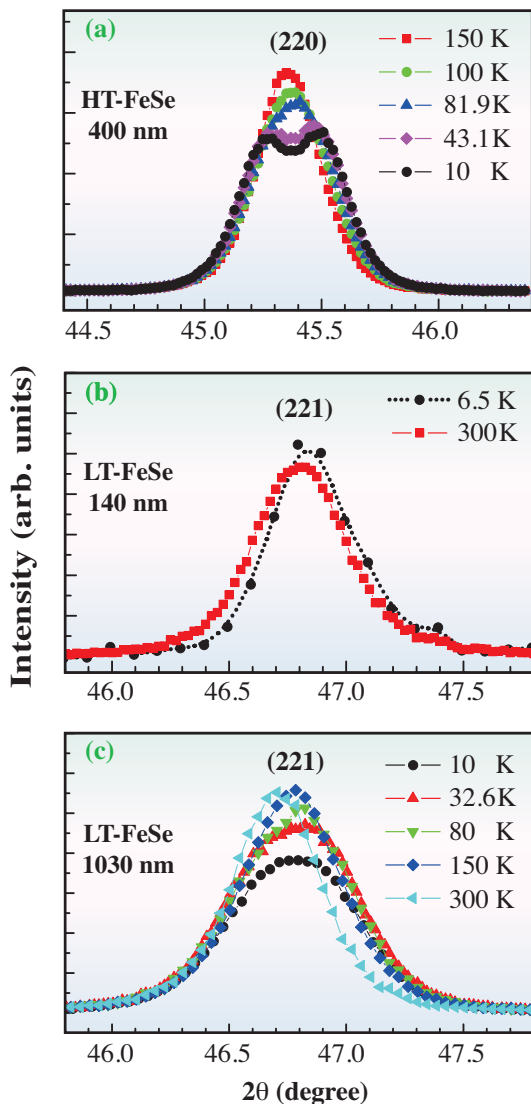 (a)
(220)
HT-FeSe
400 nm
150 K
100 K
81.9K
43.1K
10 K
44.5 45.0 45.5 46.0
Intensity (arb. units)
(b)
(221)
LT-FeSe
140 nm
6.5 K
300K
46.0 46.5 47.0 47.5
(c)
(221)
LT-FeSe
1030 nm
10 K
32.6K
80 K
150 K
300 K
46.0 46.5 47.0 47.5
2θ (degree)